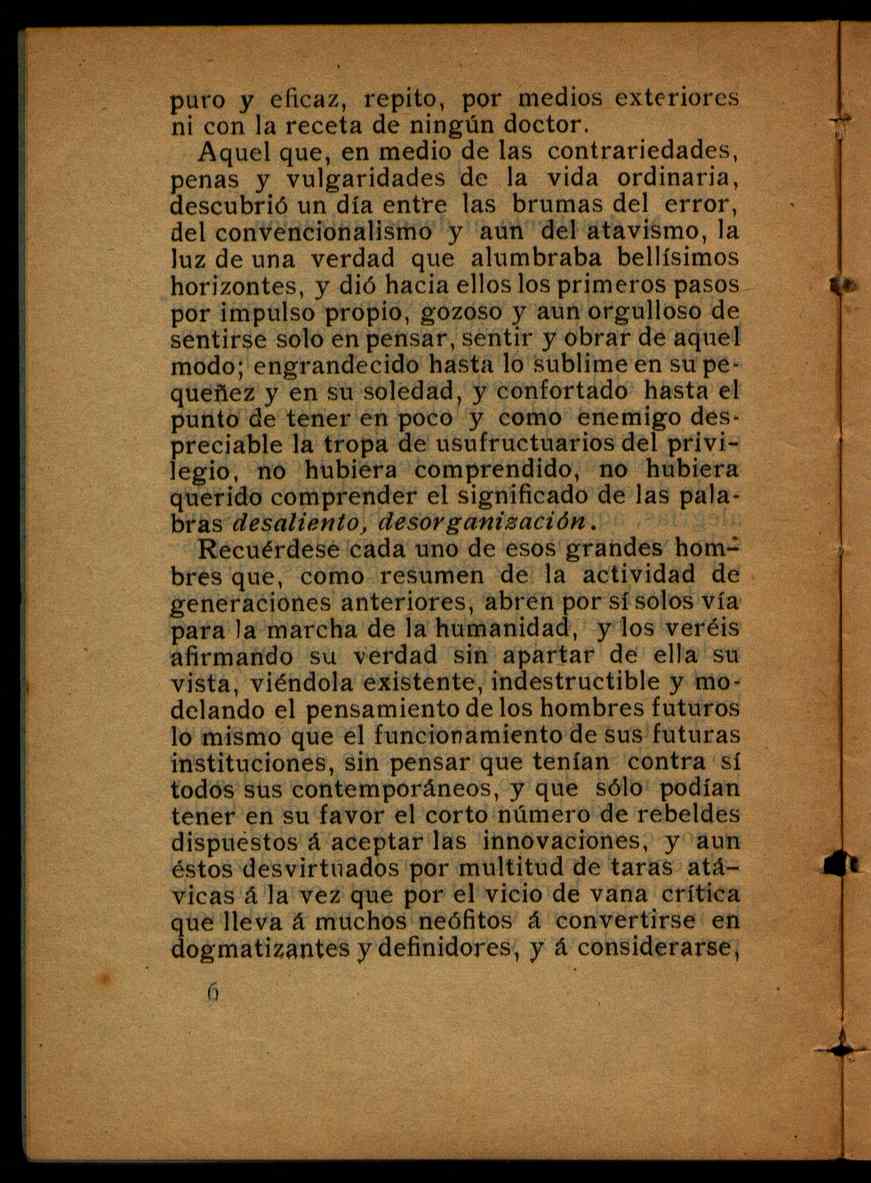 puro y eficaz, repito, por medios exteriores
ni con la receta de ningún doctor.
Aquel que, en medio de las contrariedades,
penas y vulgaridades de la vida ordinaria,
descubrió un día entre las brumas del error,
del convencionalismo y aun del atavismo, la
luz de una verdad que alumbraba bellísimos
horizontes, y dió hacia ellos los primeros pasos
por impulso propio, gozoso y aun orgulloso de
sentirse solo en pensar, sentir y obrar de aquel
modo; engrandecido hasta lo sublime en su pe-
queñez y en su soledad, y confortado hasta el
punto de tener en poco y como enemigo des-
preciable la tropa de usufructuarios del privi-
legio, no hubiera comprendido, no hubiera
querido comprender el significado de las pala-
bras desaliento, desorganización.
Recuérdese cada uno de esos grandes hom-
bres que, como resumen de la actividad de
generaciones anteriores, abren por sí solos vía
para la marcha de la humanidad, y los veréis
afirmando su verdad sin apartar de ella su
vista, viéndola existente, indestructible y mo-
delando el pensamiento de los hombres futuros
lo mismo que el funcionamiento de sus futuras
instituciones, sin pensar que tenían contra sí
todos sus contemporáneos, y que sólo podían
tener en su favor el corto número de rebeldes
dispuestos á aceptar las innovaciones, y aun
éstos desvirtuados por multitud de taras atá-
vicas á la vez que por el vicio de vana crítica
que lleva á muchos neófitos á convertirse en
dogmatizantes y definidores, y á considerarse,
6